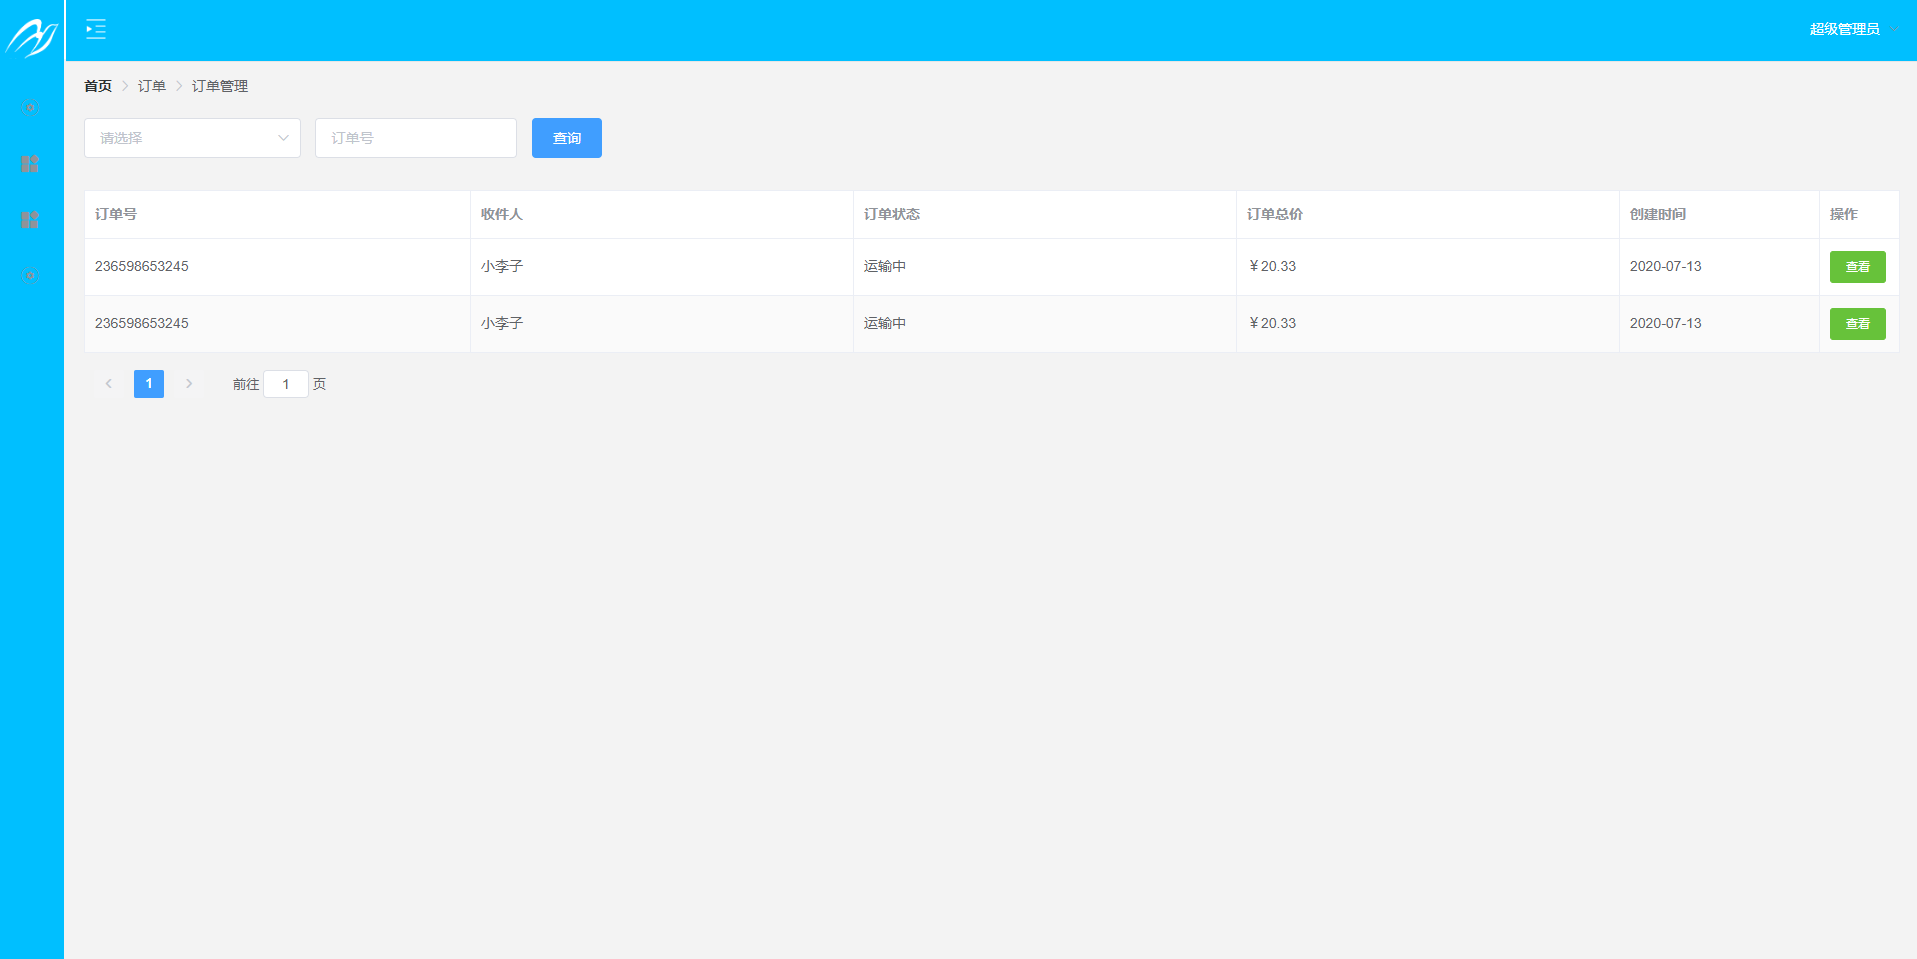 超级管理员
首页 订单 订单管理
请选择 订单号 查询
订单号 收件人 订单状态 订单总价 创建时间 操作
236598653245 小李子 运输中 ￥20.33 2020-07-13 查看
236598653245 小李子 运输中 ￥20.33 2020-07-13 查看
1 前往 1 页